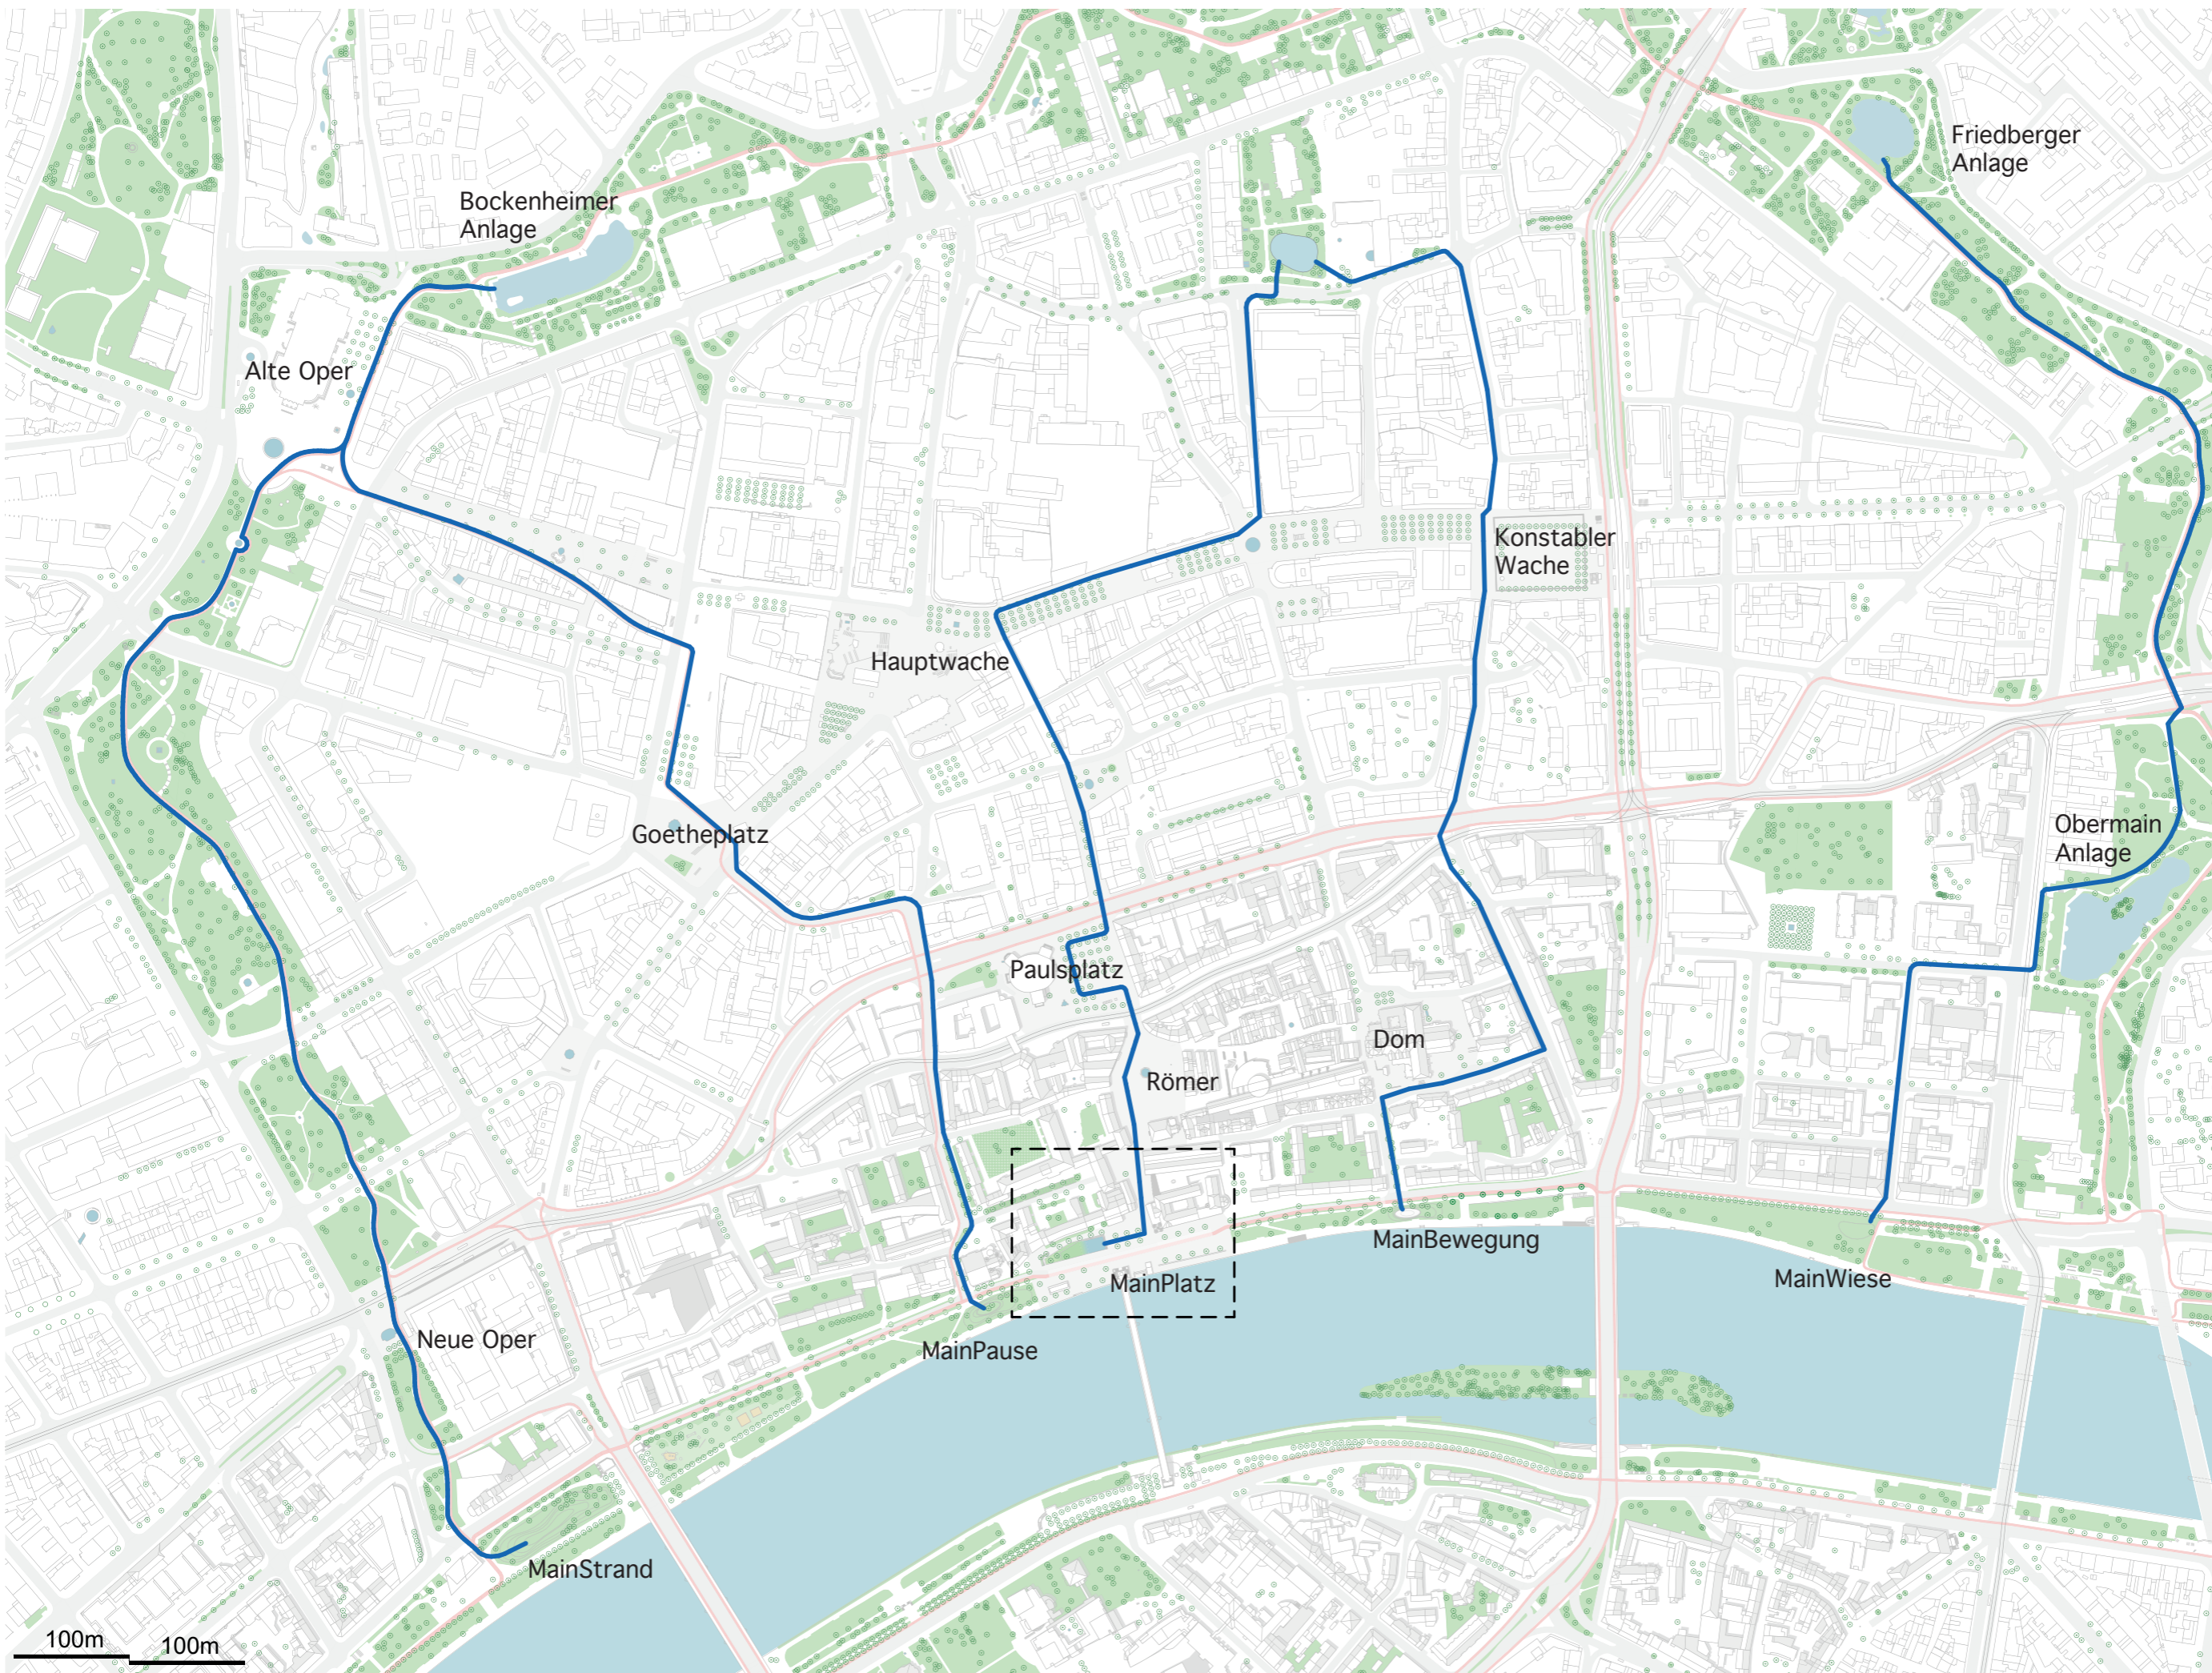 Friedberger
Anlage
Bockenheimer
Anlage
Alte Oper
Konstabler
Wache
Hauptwache
Goetheplatz
Obermain
Anlage
Paulsplatz
Dom
Römer
MainBewegung
MainPlatz
MainWiese
Neue Oper
MainPause
MainStrand
100m
100m